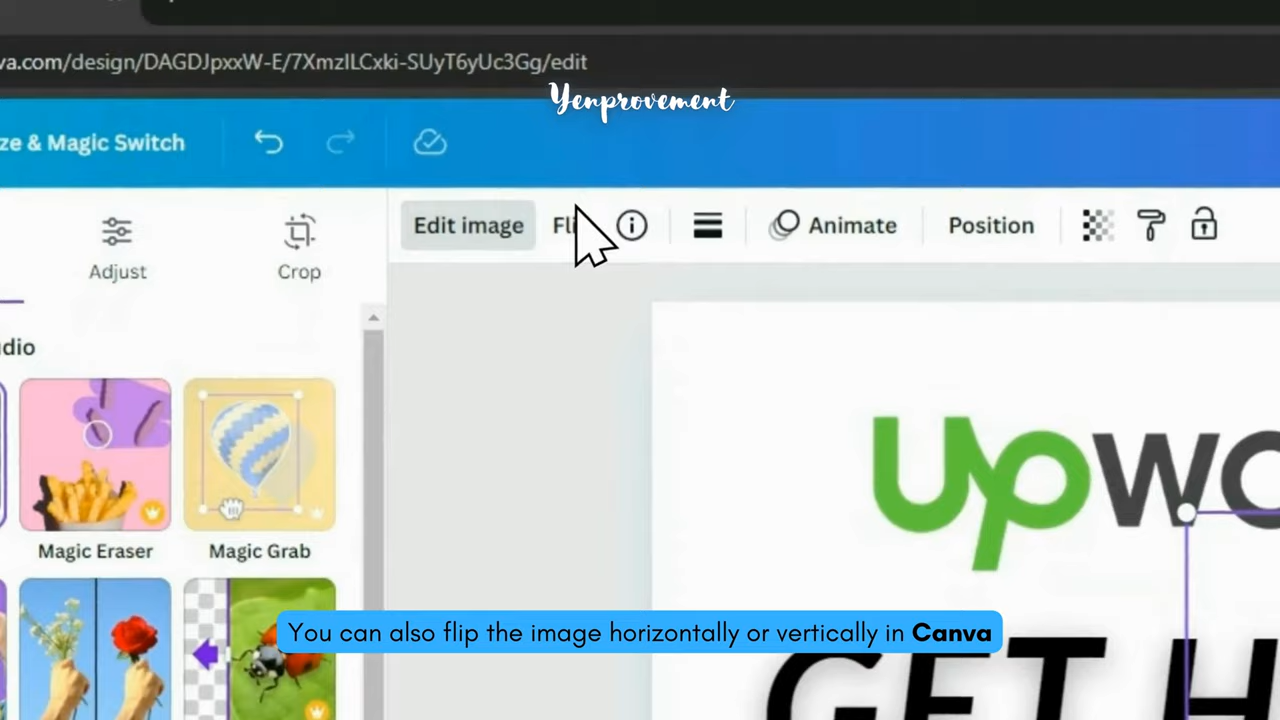 va.com/design/DAGDJpxxW-E/7XmzILCxki-SUyT6yUc3Gg/edit
Yenprovement
ze & Magic Switch
Edit image
Animate
Position
Adjust
Crop
Magic Eraser
Magic Grab
You can also flip the image horizontally or vertically in Canva
GET